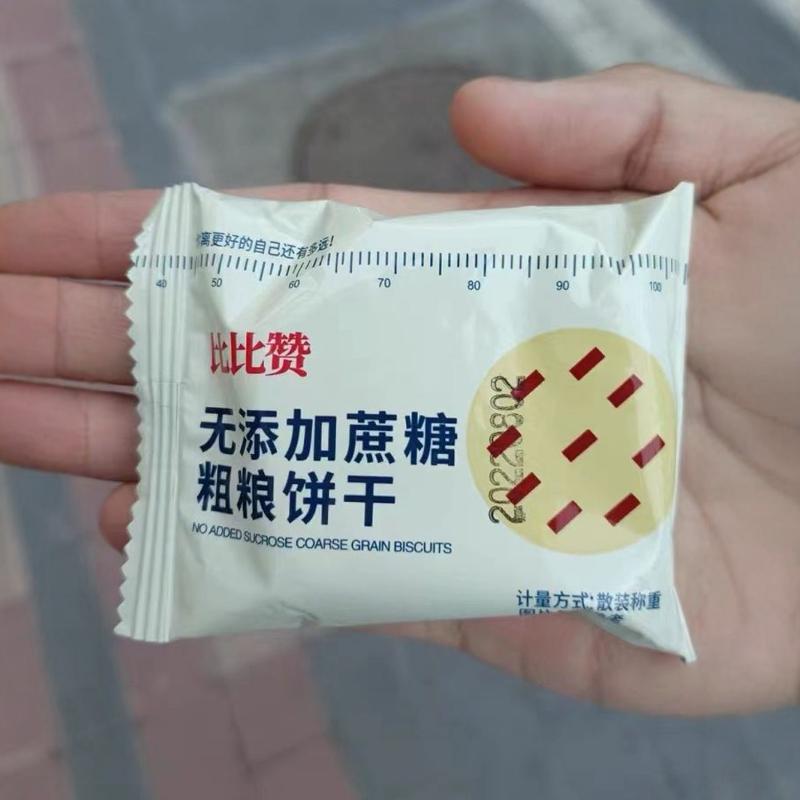 离更好的自己还有多远!
40 50 60 70 80 90 100
比比赞
无添加蔗糖
粗粮饼干
NO ADDED SUCROSE COARSE GRAIN BISCUITS
20220802
计量方式:散装称重